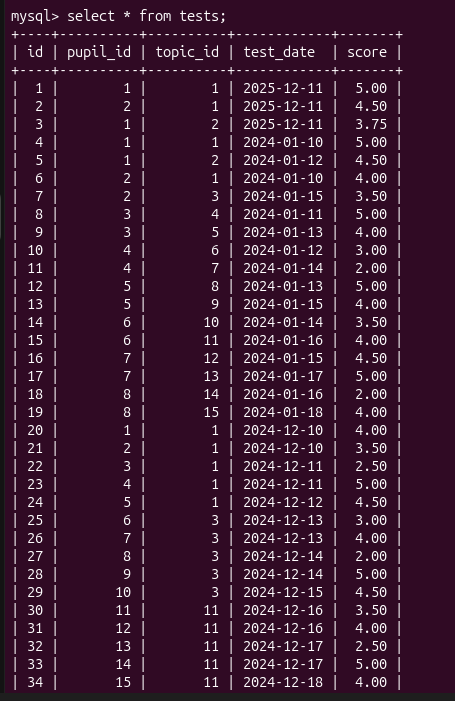 mysql> select * from tests;
+----+----------+----------+------------+-------+
| id | pupil_id | topic_id | test_date  | score |
+----+----------+----------+------------+-------+
|  1 |        1 |        1 | 2025-12-11 |  5.00 |
|  2 |        2 |        1 | 2025-12-11 |  4.50 |
|  3 |        1 |        2 | 2025-12-11 |  3.75 |
|  4 |        1 |        1 | 2024-01-10 |  5.00 |
|  5 |        1 |        2 | 2024-01-12 |  4.50 |
|  6 |        2 |        1 | 2024-01-10 |  4.00 |
|  7 |        2 |        3 | 2024-01-15 |  3.50 |
|  8 |        3 |        4 | 2024-01-11 |  5.00 |
|  9 |        3 |        5 | 2024-01-13 |  4.00 |
| 10 |        4 |        6 | 2024-01-12 |  3.00 |
| 11 |        4 |        7 | 2024-01-14 |  2.00 |
| 12 |        5 |        8 | 2024-01-13 |  5.00 |
| 13 |        5 |        9 | 2024-01-15 |  4.00 |
| 14 |        6 |       10 | 2024-01-14 |  3.50 |
| 15 |        6 |       11 | 2024-01-16 |  4.00 |
| 16 |        7 |       12 | 2024-01-15 |  4.50 |
| 17 |        7 |       13 | 2024-01-17 |  5.00 |
| 18 |        8 |       14 | 2024-01-16 |  2.00 |
| 19 |        8 |       15 | 2024-01-18 |  4.00 |
| 20 |        1 |        1 | 2024-12-10 |  4.00 |
| 21 |        2 |        1 | 2024-12-10 |  3.50 |
| 22 |        3 |        1 | 2024-12-11 |  2.50 |
| 23 |        4 |        1 | 2024-12-11 |  5.00 |
| 24 |        5 |        1 | 2024-12-12 |  4.50 |
| 25 |        6 |        3 | 2024-12-13 |  3.00 |
| 26 |        7 |        3 | 2024-12-13 |  4.00 |
| 27 |        8 |        3 | 2024-12-14 |  2.00 |
| 28 |        9 |        3 | 2024-12-14 |  5.00 |
| 29 |       10 |        3 | 2024-12-15 |  4.50 |
| 30 |       11 |       11 | 2024-12-16 |  3.50 |
| 31 |       12 |       11 | 2024-12-16 |  4.00 |
| 32 |       13 |       11 | 2024-12-17 |  2.50 |
| 33 |       14 |       11 | 2024-12-17 |  5.00 |
| 34 |       15 |       11 | 2024-12-18 |  4.00 |